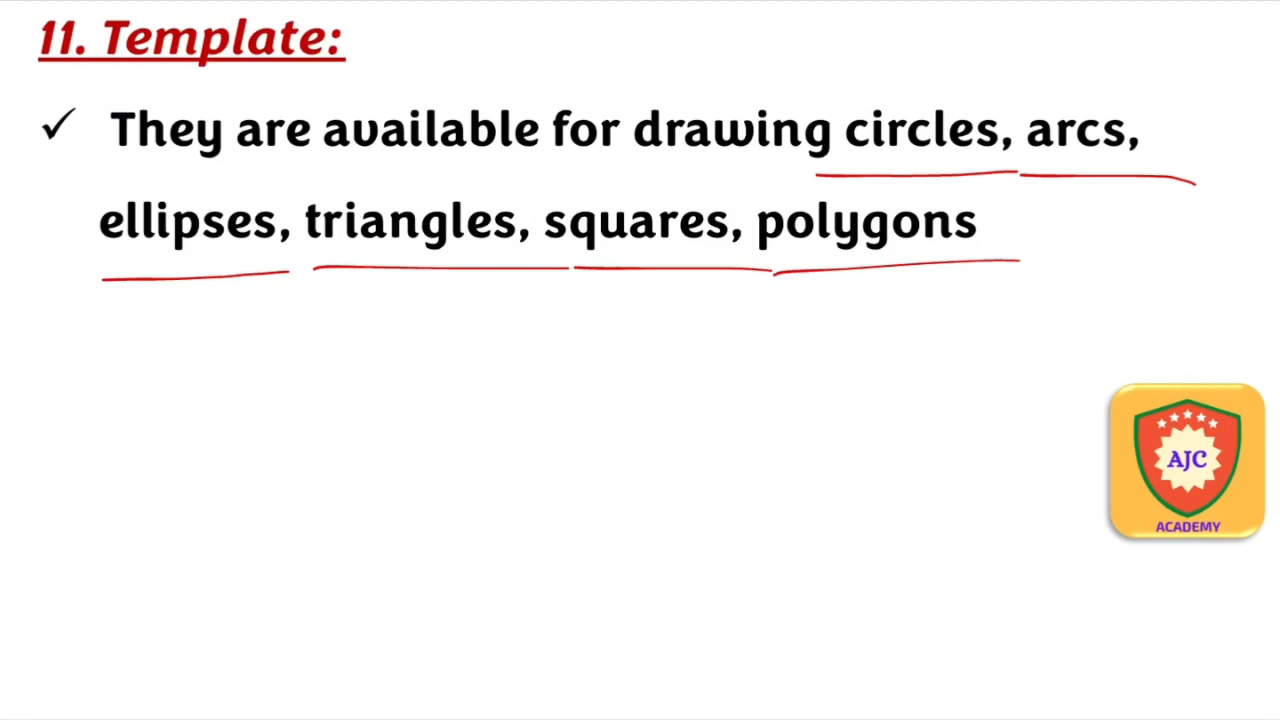 11. Template:
✓ They are available for drawing circles, arcs,
ellipses, triangles, squares, polygons
AJC
ACADEMY